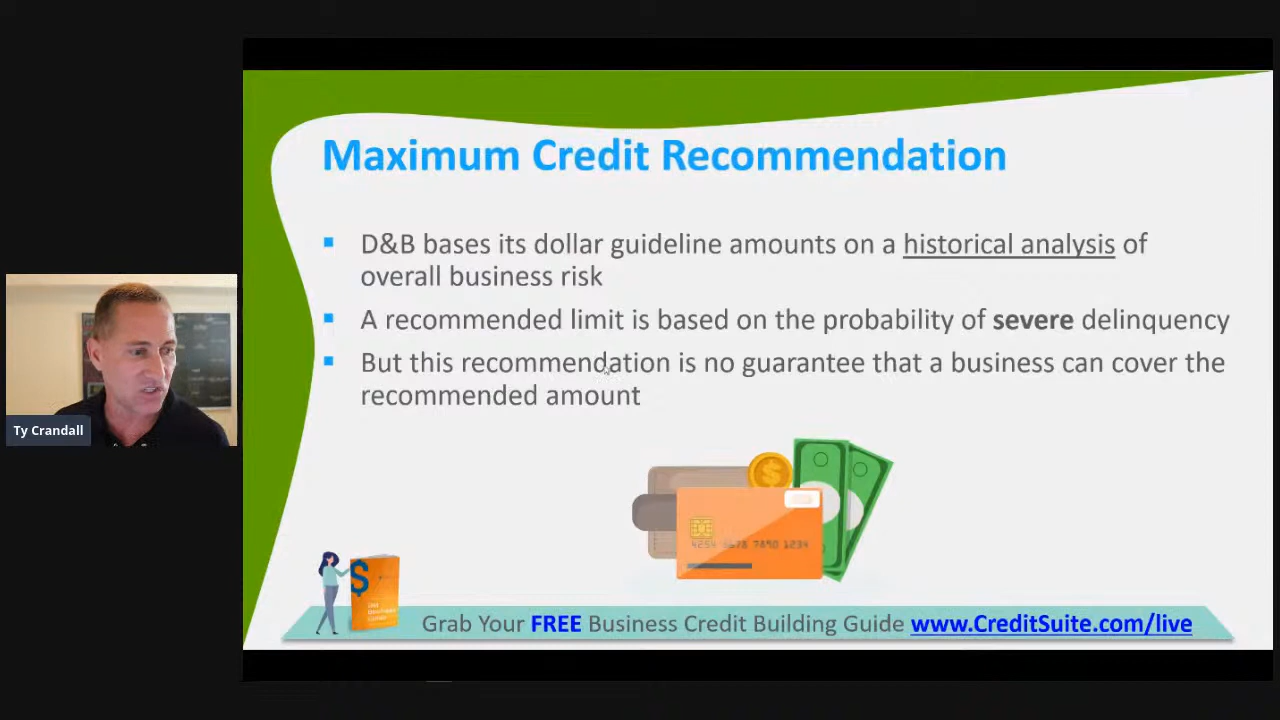 Maximum Credit Recommendation
D&B bases its dollar guideline amounts on a historical analysis of
overall business risk
A recommended limit is based on the probability of severe delinquency
But this recommendation is no guarantee that a business can cover the
recommended amount
Ty Crandall
$
Grab Your FREE Business Credit Building Guide www.CreditSuite.com/live